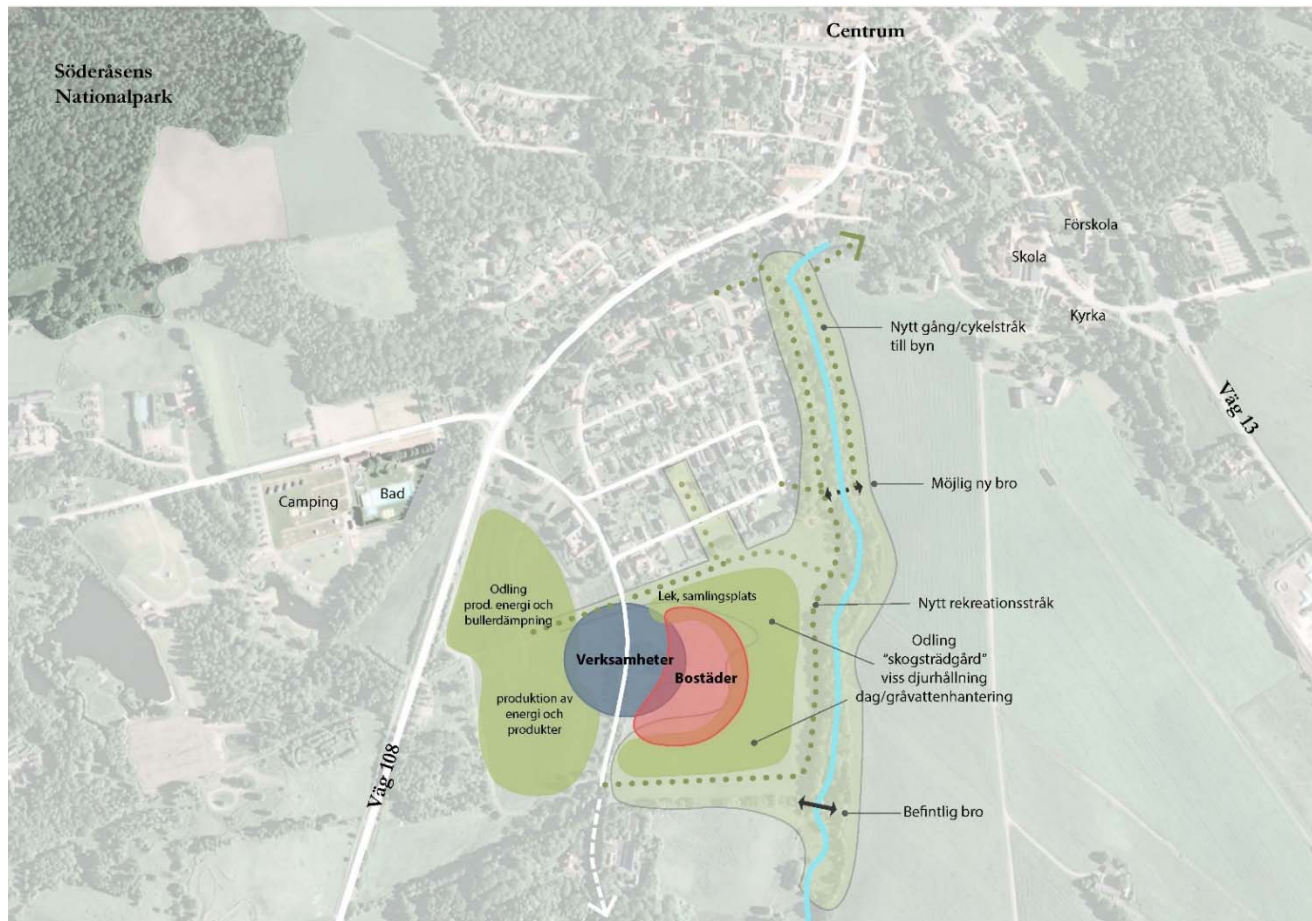 Centrum
Söderåsens
Nationalpark
Förskola
Skola
Kyrka
Nytt gång/cykelstråk
till byn
Väg 13
Möjlig ny bro
Camping
Bad
Odling
prod. energi och
bullerdämpning
Lek, samlingsplats
Nytt rekreationsstråk
Odling
"skogsträdgård"
viss djurhållning
dag/gråvattenhantering
Verksamheter
Bostäder
produktion av
energi och
produkter
Väg 108
Befintlig bro